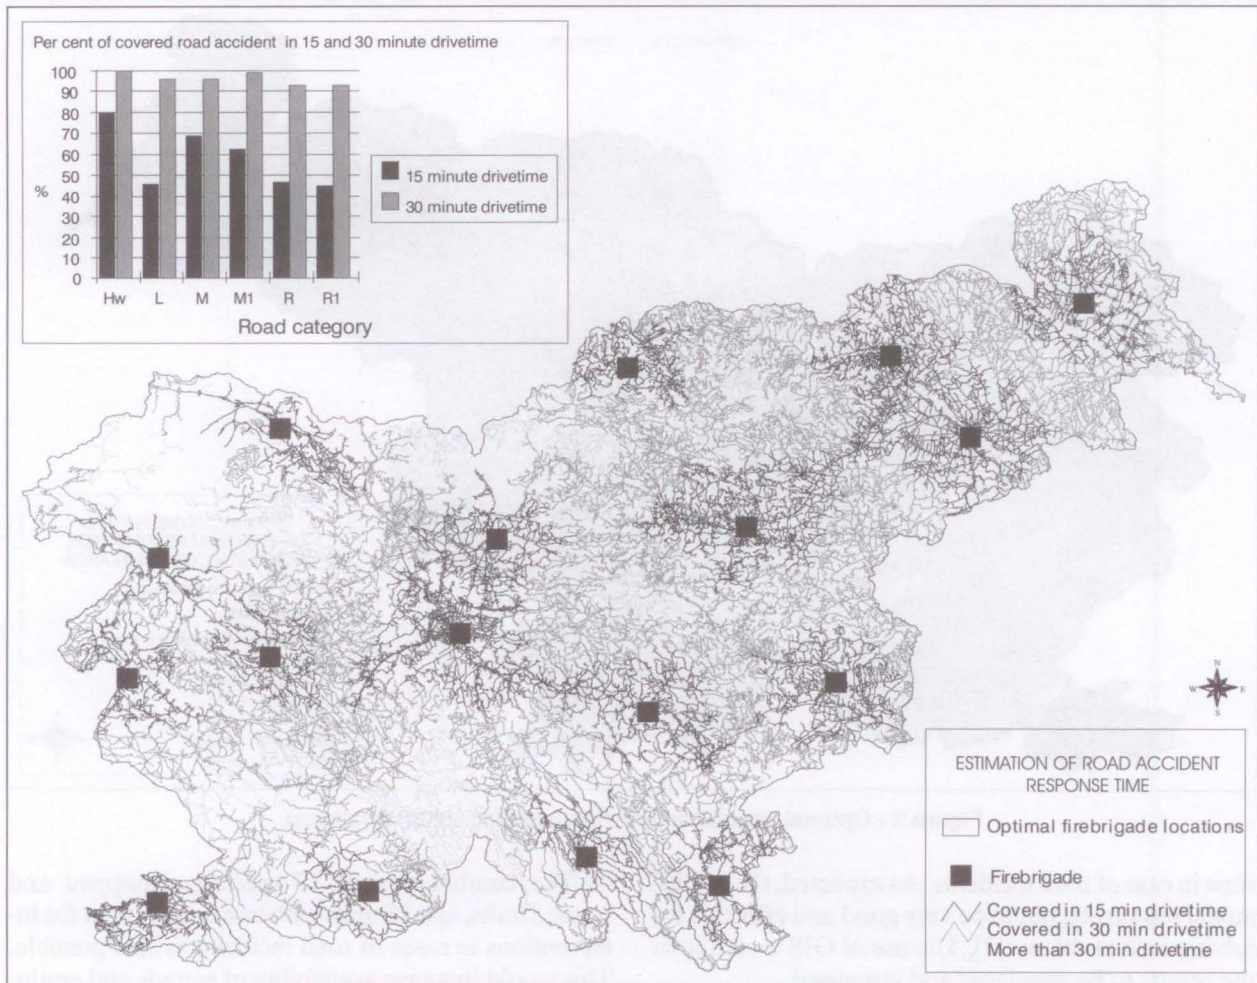 Per cent of covered road accident in 15 and 30 minute drivetime
100
90
80
70
60
50
40
30
20
10
0
%
Hw L M M1 R R1
Road category
15 minute drivetime
30 minute drivetime
N
W E
S
ESTIMATION OF ROAD ACCIDENT
RESPONSE TIME
Optimal firebrigade locations
Firebrigade
Covered in 15 min drivetime
Covered in 30 min drivetime
More than 30 min drivetime